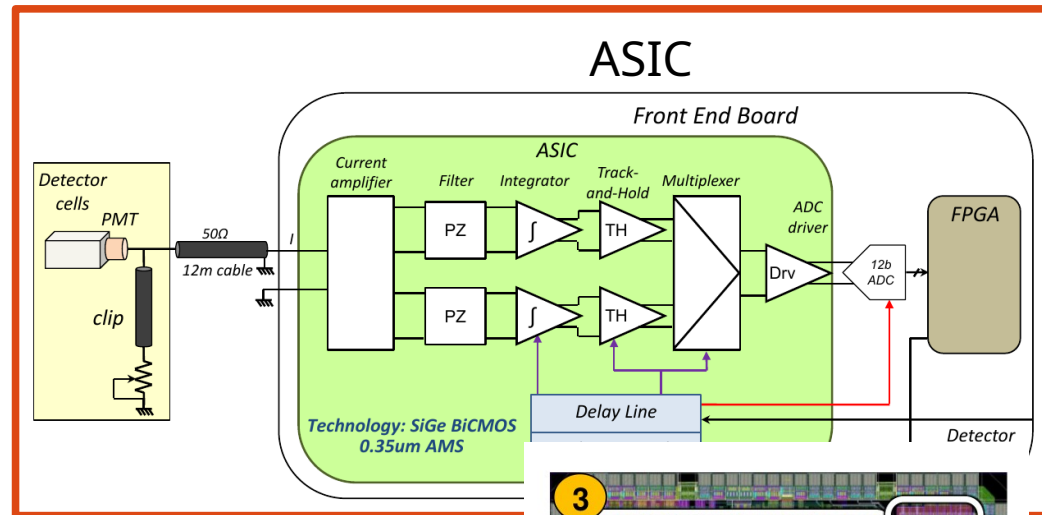 ASIC
Front End Board
ASIC
Detector
cells
PMT
50Ω
12m cable
clip
I
Current
amplifier
Filter
Integrator
Track-
and-Hold
Multiplexer
ADC
driver
PZ
∫
TH
PZ
∫
TH
Drv
12b
ADC
FPGA
Delay Line
Technology: SiGe BiCMOS
0.35um AMS
Detector
3